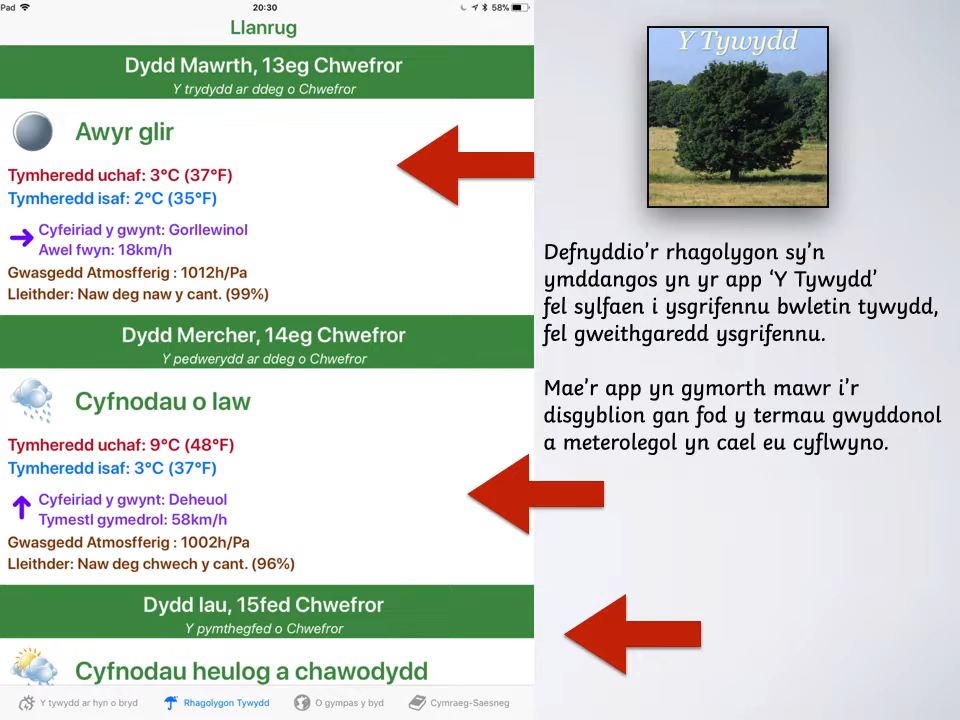 Pad
20:30
58%
Llanrug
Dydd Mawrth, 13eg Chwefror
Y trydydd ar ddeg o Chwefror
Awyr glir
Tymheredd uchaf: 3°C (37°F)
Tymheredd isaf: 2°C (35°F)
Cyfeiriad y gwynt: Gorllewinol
Awel fwyn: 18km/h
Gwasgedd Atmosfferig : 1012h/Pa
Lleithder: Naw deg naw y cant. (99%)
Dydd Mercher, 14eg Chwefror
Y pedwerydd ar ddeg o Chwefror
Cyfnodau o law
Tymheredd uchaf: 9°C (48°F)
Tymheredd isaf: 3°C (37°F)
Cyfeiriad y gwynt: Deheuol
Tymestl gymedrol: 58km/h
Gwasgedd Atmosfferig : 1002h/Pa
Lleithder: Naw deg chwech y cant. (96%)
Dydd Iau, 15fed Chwefror
Y pymthegfed o Chwefror
Cyfnodau heulog a chawodydd
Y tywydd ar hyn o bryd
Rhagolygon Tywydd
O gympas y byd
Cymraeg-Saesneg
Y Tywydd
Defnyddio’r rhagolygon sy’n
ymddangos yn yr app ‘Y Tywydd’
fel sylfaen i ysgrifennu bwletin tywydd,
fel gweithgaredd ysgrifennu.
Mae’r app yn gymorth mawr i’r
disgyblion gan fod y termau gwyddonol
a meterolegol yn cael eu cyflwyno.